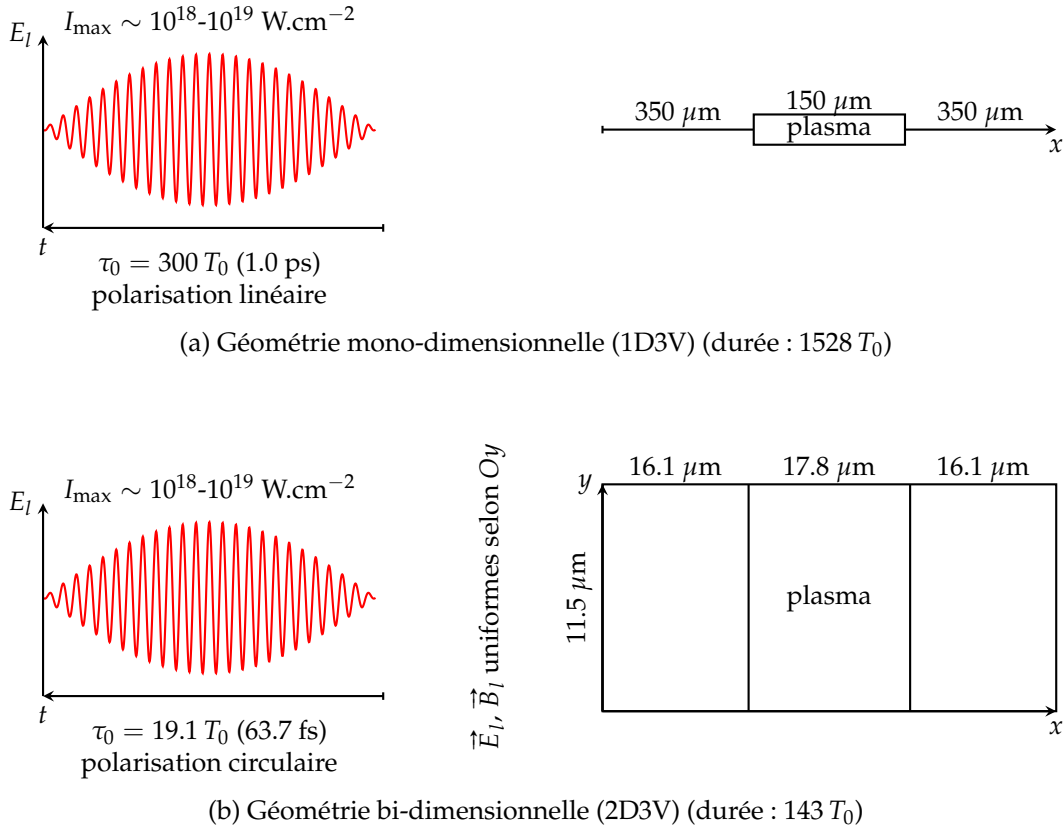 I_max ∼ 10^18-10^19 W.cm^−2
E_l
t
τ_0 = 300 T_0 (1.0 ps)
polarisation linéaire
350 μm
150 μm
350 μm
plasma
x
(a) Géométrie mono-dimensionnelle (1D3V) (durée : 1528 T_0)
I_max ∼ 10^18-10^19 W.cm^−2
E_l
t
τ_0 = 19.1 T_0 (63.7 fs)
polarisation circulaire
E⃗_l, B⃗_l uniformes selon Oy
16.1 μm
17.8 μm
16.1 μm
y
11.5 μm
plasma
x
(b) Géométrie bi-dimensionnelle (2D3V) (durée : 143 T_0)